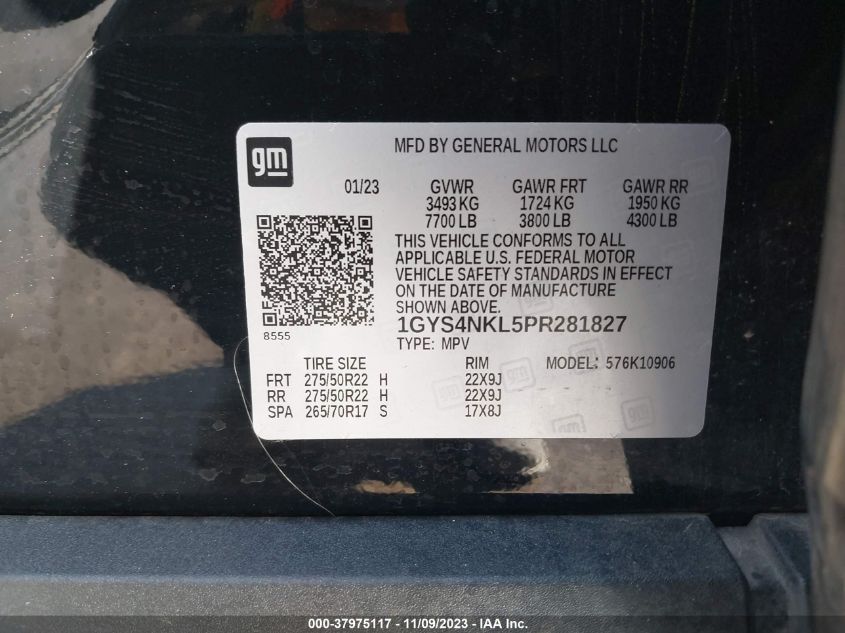 gm
MFD BY GENERAL MOTORS LLC
01/23 GVWR GAWR FRT GAWR RR
3493 KG 1724 KG 1950 KG
7700 LB 3800 LB 4300 LB
THIS VEHICLE CONFORMS TO ALL
APPLICABLE U.S. FEDERAL MOTOR
VEHICLE SAFETY STANDARDS IN EFFECT
ON THE DATE OF MANUFACTURE
SHOWN ABOVE.
8555
1GYS4NKL5PR281827
TYPE: MPV
TIRE SIZE RIM MODEL: 576K10906
FRT 275/50R22 H 22X9J
RR 275/50R22 H 22X9J
SPA 265/70R17 S 17X8J
000-37975117 - 11/09/2023 - IAA Inc.